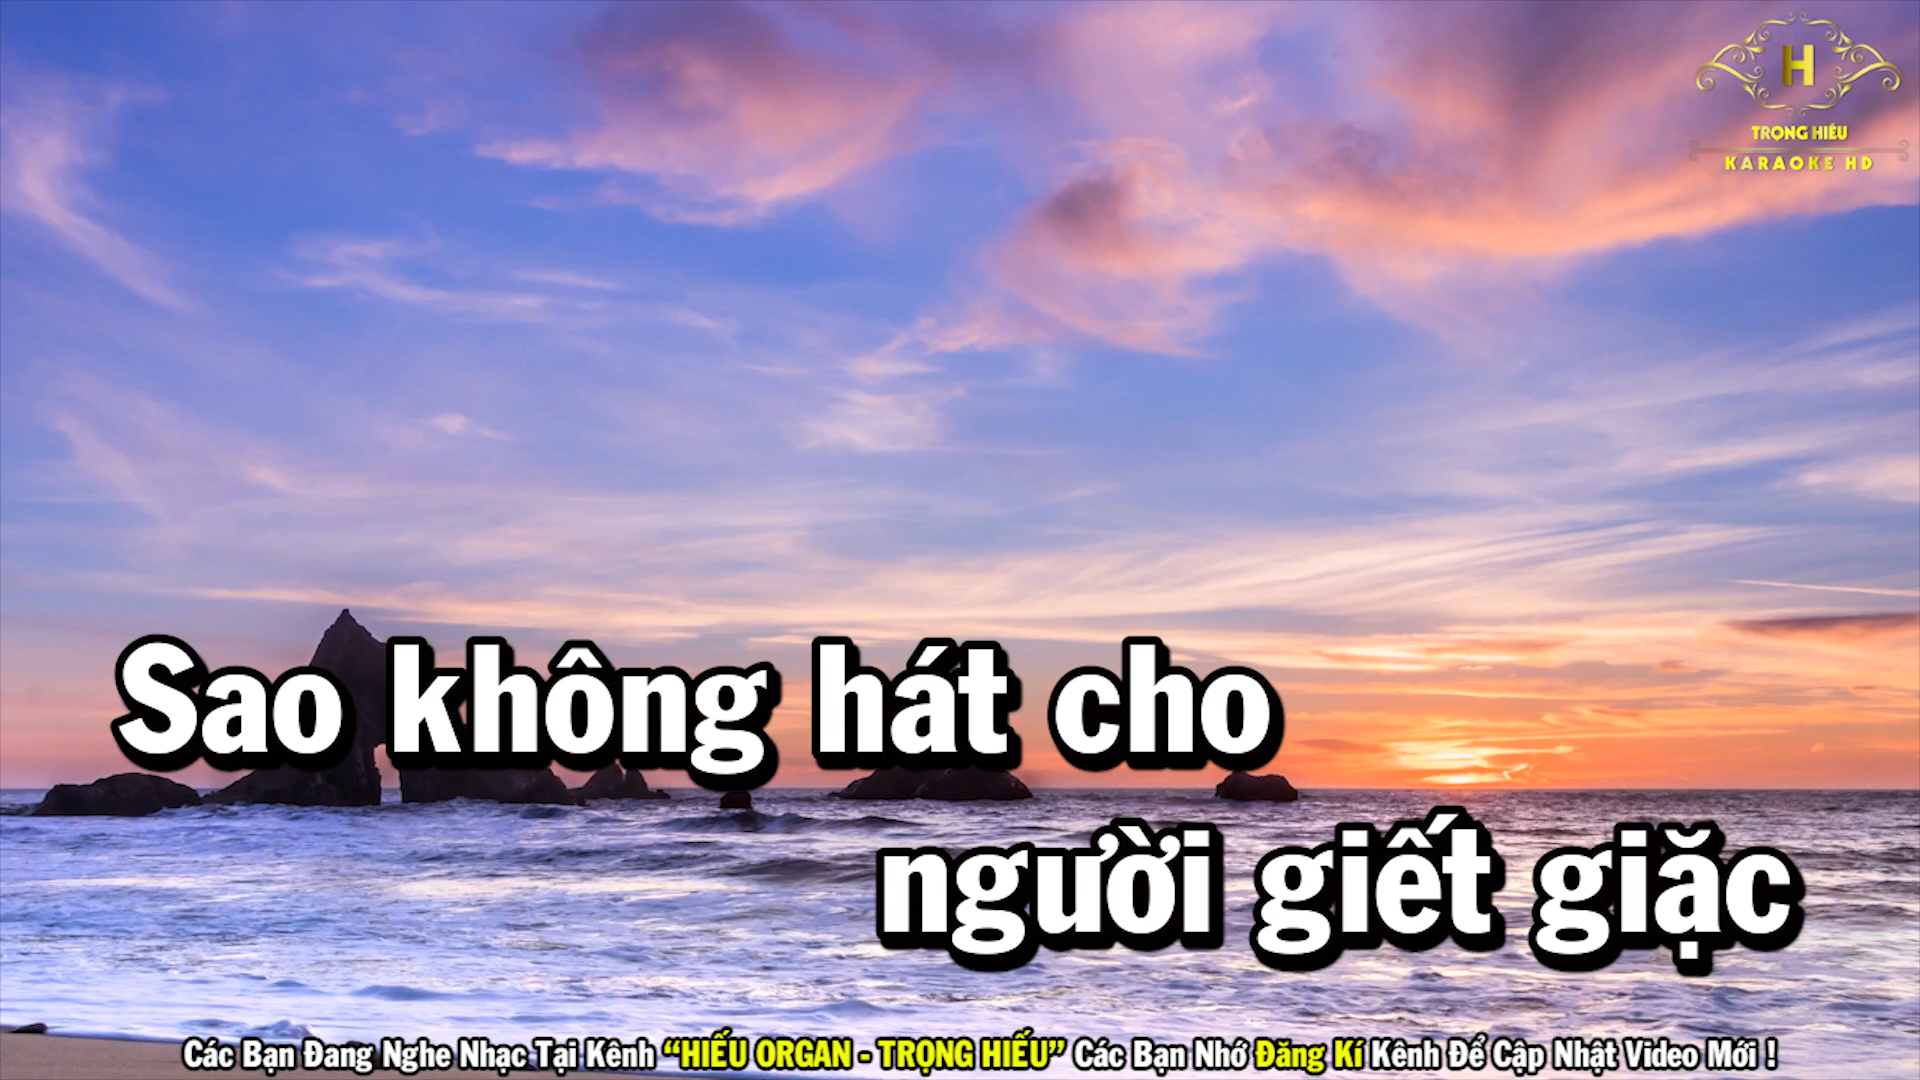 H
TRỌNG HIẾU
KARAOKE HD
Sao không hát cho
người giết giặc
Các Bạn Đang Nghe Nhạc Tại Kênh “HIẾU ORGAN - TRỌNG HIẾU” Các Bạn Nhớ Đăng Kí Kênh Để Cập Nhật Video Mới !